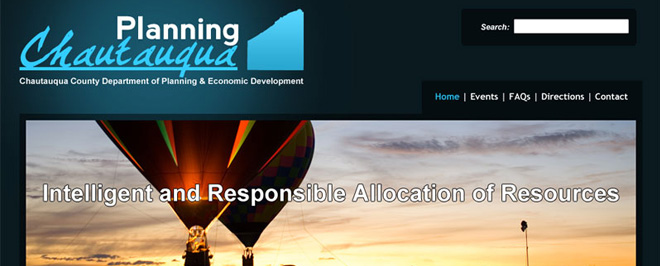 Planning
Chautauqua
Chautauqua County Department of Planning & Economic Development
Search:
Home | Events | FAQs | Directions | Contact
Intelligent and Responsible Allocation of Resources